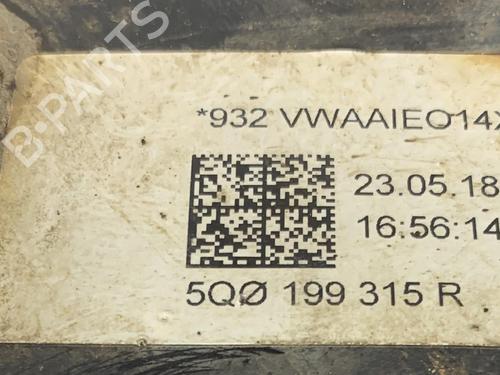 B-PARTS
*932 VWAAIEO14X
23.05.18
16:56:14
5QØ 199 315 R